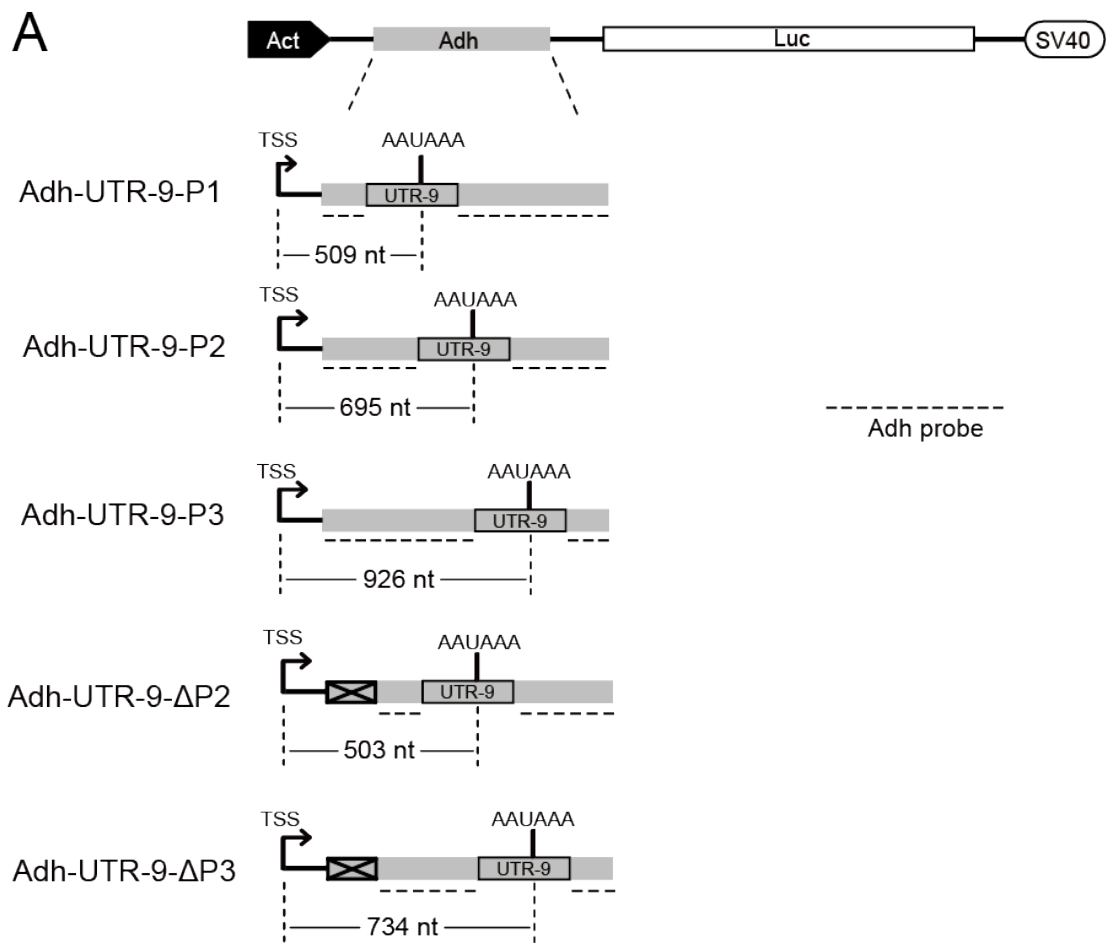 A
Act
Adh
Luc
SV40
TSS
AAUAAA
Adh-UTR-9-P1
UTR-9
509 nt
TSS
AAUAAA
Adh-UTR-9-P2
UTR-9
695 nt
Adh probe
TSS
AAUAAA
Adh-UTR-9-P3
UTR-9
926 nt
TSS
AAUAAA
Adh-UTR-9-ΔP2
UTR-9
503 nt
TSS
AAUAAA
Adh-UTR-9-ΔP3
UTR-9
734 nt